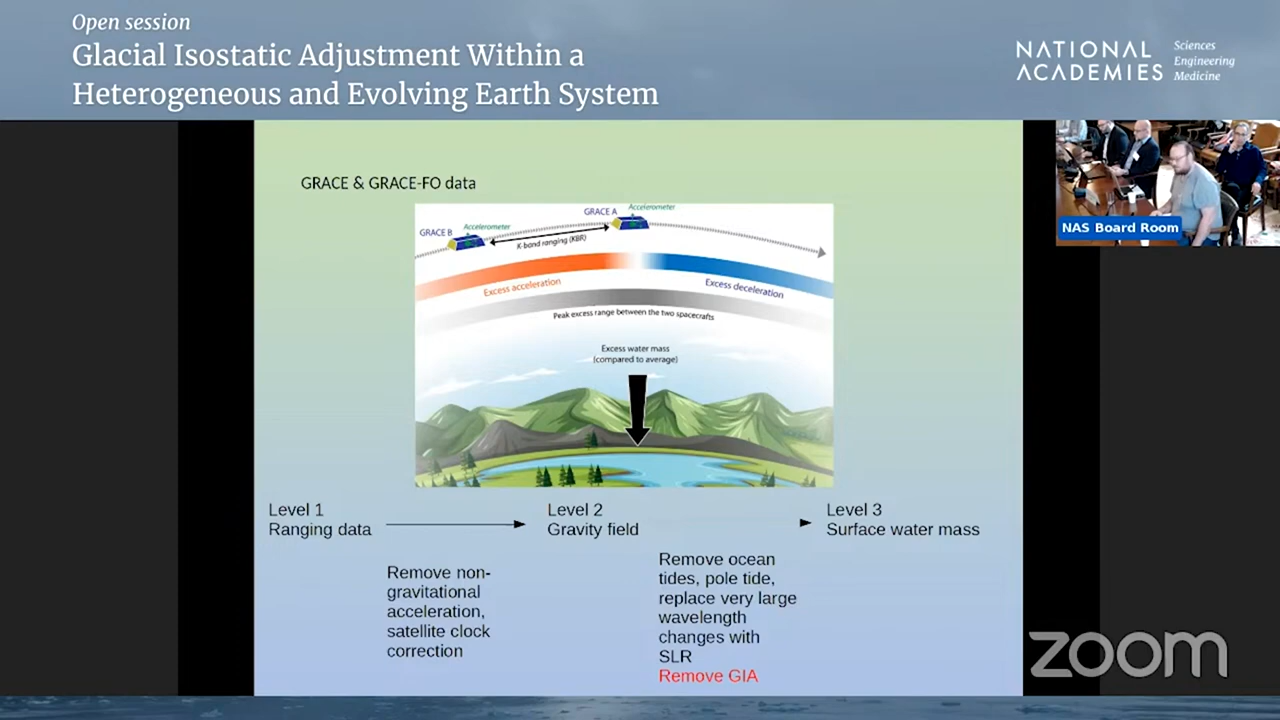 Open session
Glacial Isostatic Adjustment Within a
Heterogeneous and Evolving Earth System
NATIONAL
ACADEMIES
Sciences
Engineering
Medicine
NAS Board Room
GRACE & GRACE-FO data
GRACE B
Accelerometer
GRACE A
Accelerometer
K-band ranging (KBR)
Excess acceleration
Excess deceleration
Peak excess range between the two spacecrafts
Excess water mass
(compared to average)
Level 1
Ranging data
Level 2
Gravity field
Level 3
Surface water mass
Remove non-
gravitational
acceleration,
satellite clock
correction
Remove ocean
tides, pole tide,
replace very large
wavelength
changes with
SLR
Remove GIA
zoom